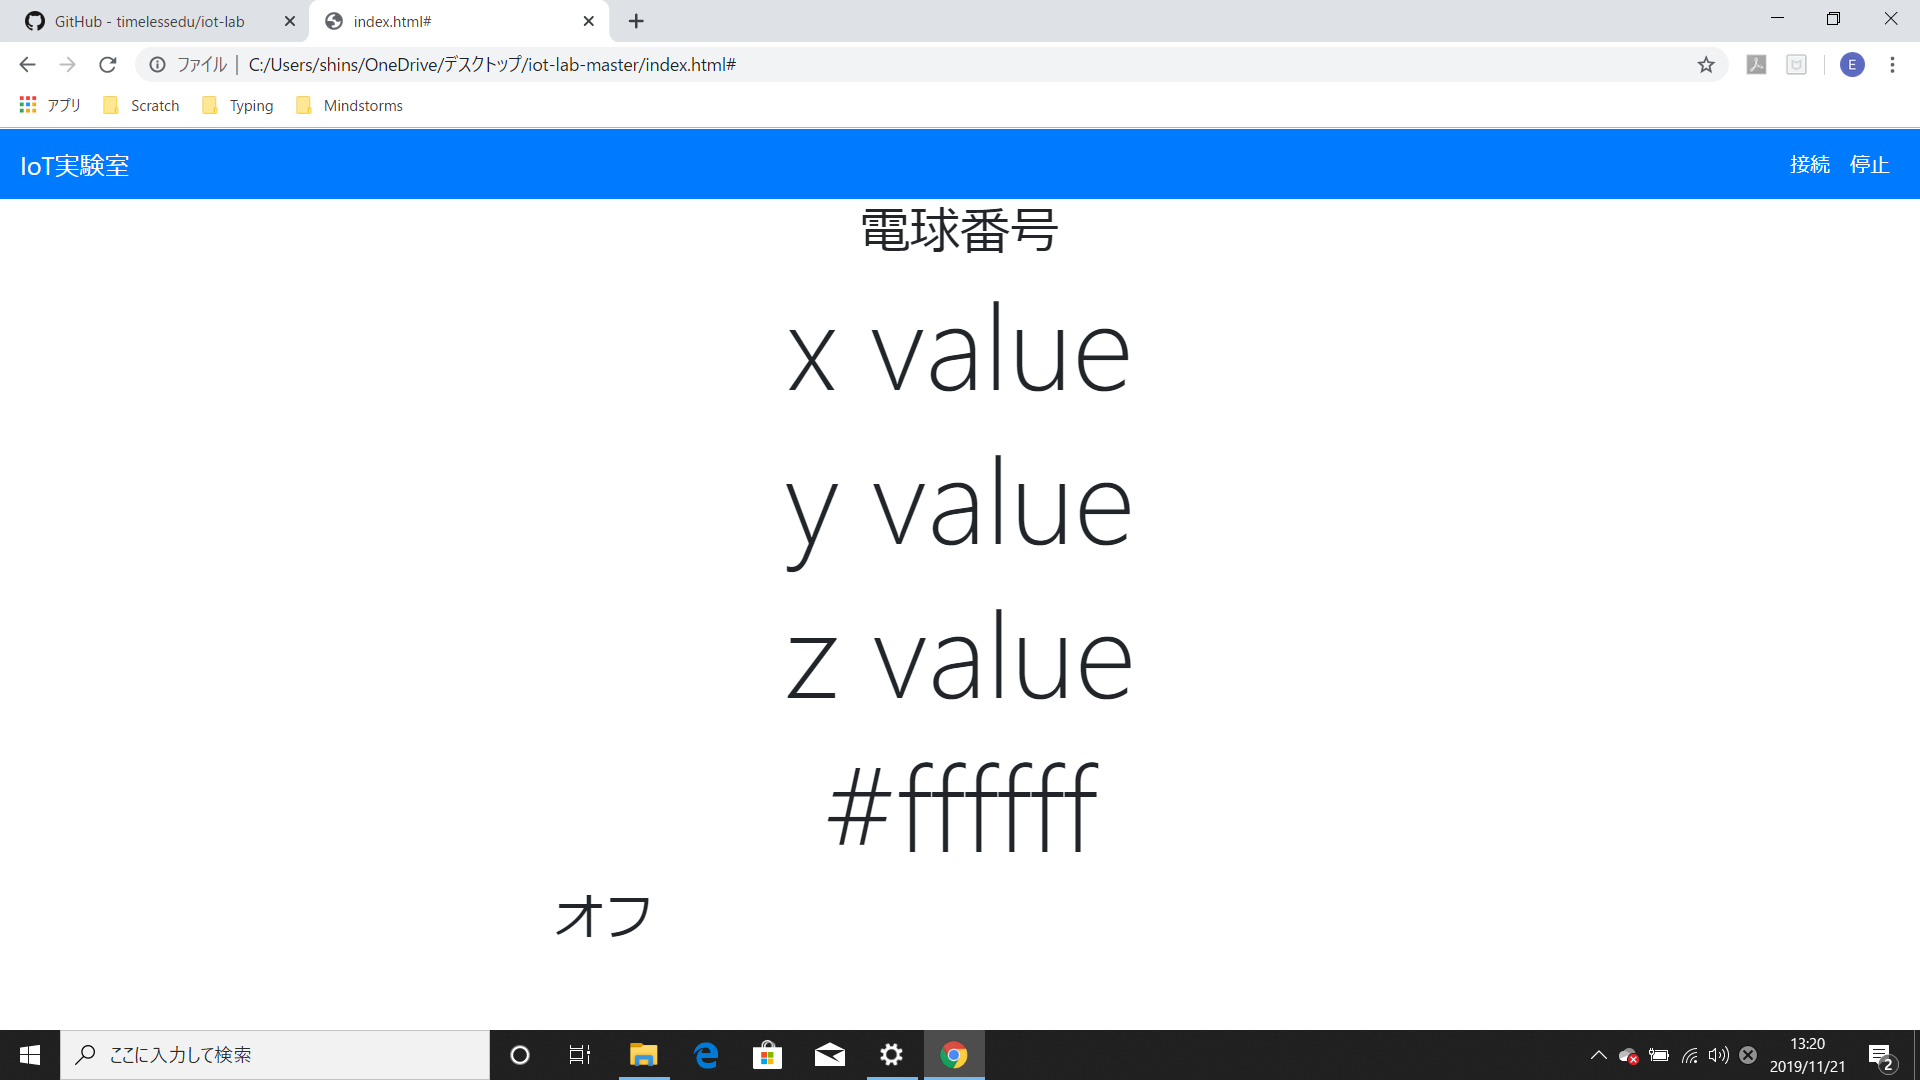 GitHub - timelessedu/iot-lab
index.html#
ファイル | C:/Users/shins/OneDrive/デスクトップ/iot-lab-master/index.html#
E
アプリ Scratch Typing Mindstorms
IoT実験室
接続 停止
電球番号
x value
y value
z value
#ffffff
オフ
ここに入力して検索
13:20
2019/11/21
2